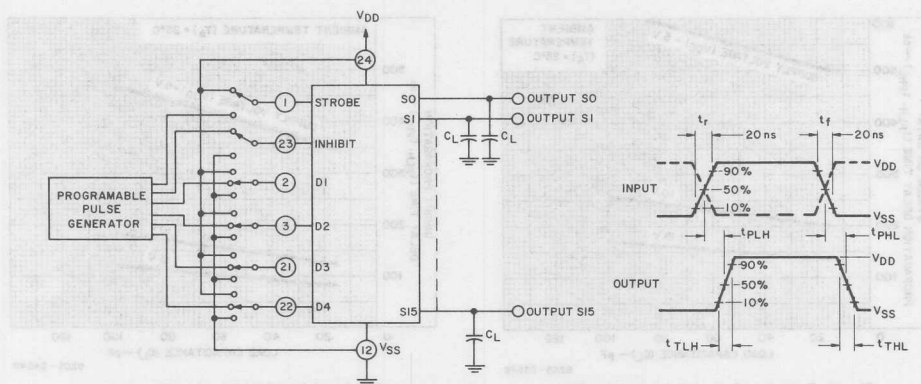 VDD
24
1 STROBE
23 INHIBIT
2 D1
3 D2
21 D3
22 D4
12 VSS
PROGRAMABLE
PULSE
GENERATOR
S0
S1
S15
OUTPUT S0
OUTPUT S1
CL CL
OUTPUT S15
CL
tr tf
20 ns 20 ns
INPUT
VDD
90%
50%
10%
VSS
tPLH tPHL
OUTPUT
VDD
90%
50%
10%
VSS
tTLH tTHL